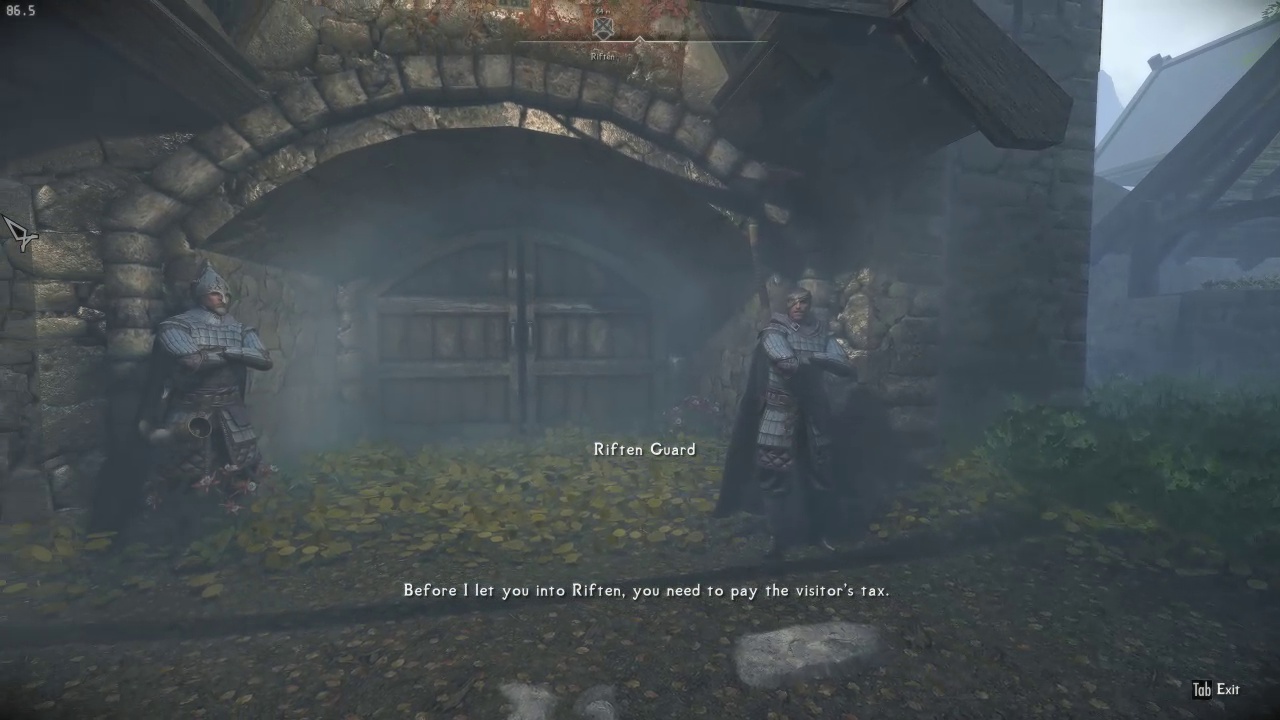 86.5
Riften
Riften Guard
Before I let you into Riften, you need to pay the visitor's tax.
Tab Exit